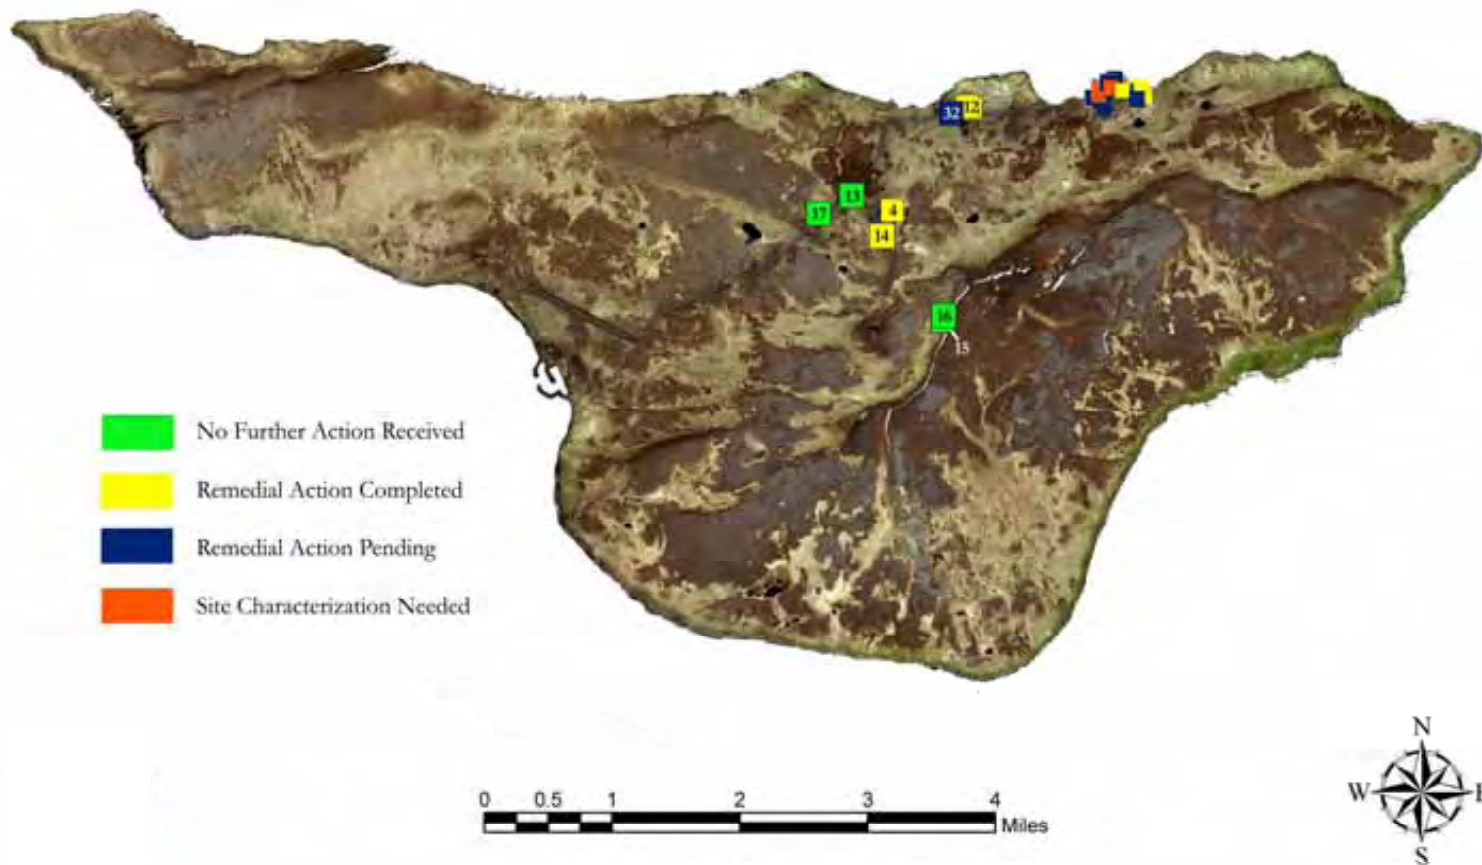 12
32
13
17
4
14
16
15
No Further Action Received
Remedial Action Completed
Remedial Action Pending
Site Characterization Needed
N
W E
S
0 0.5 1 2 3 4
Miles